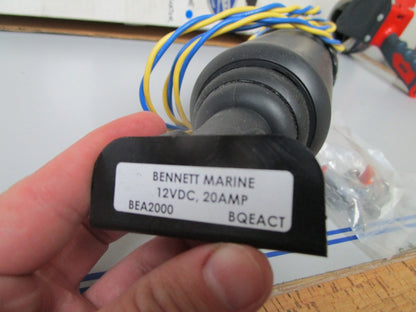 BENNETT MARINE
12VDC, 20AMP
BEA2000 BQEACT